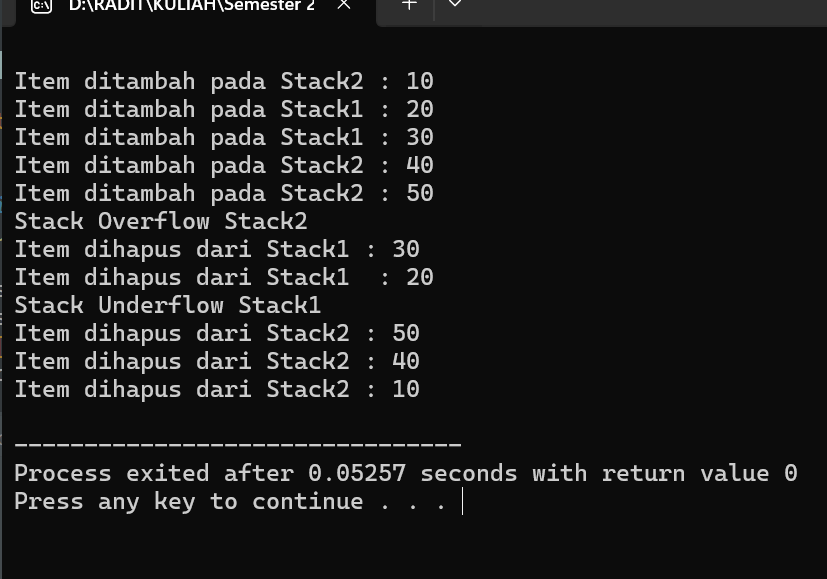 D:\RADIT\KULIAH\Semester 2
Item ditambah pada Stack2 : 10
Item ditambah pada Stack1 : 20
Item ditambah pada Stack1 : 30
Item ditambah pada Stack2 : 40
Item ditambah pada Stack2 : 50
Stack Overflow Stack2
Item dihapus dari Stack1 : 30
Item dihapus dari Stack1  : 20
Stack Underflow Stack1
Item dihapus dari Stack2 : 50
Item dihapus dari Stack2 : 40
Item dihapus dari Stack2 : 10
--------------------------------
Process exited after 0.05257 seconds with return value 0
Press any key to continue . . .